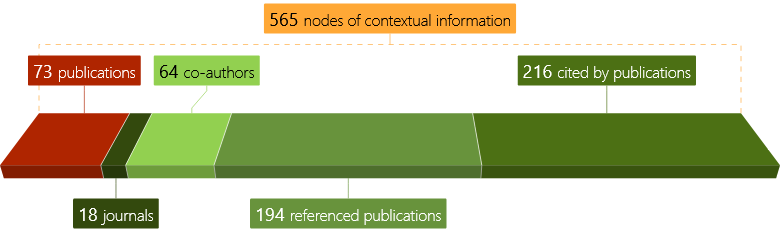 565 nodes of contextual information
73 publications
64 co-authors
216 cited by publications
18 journals
194 referenced publications